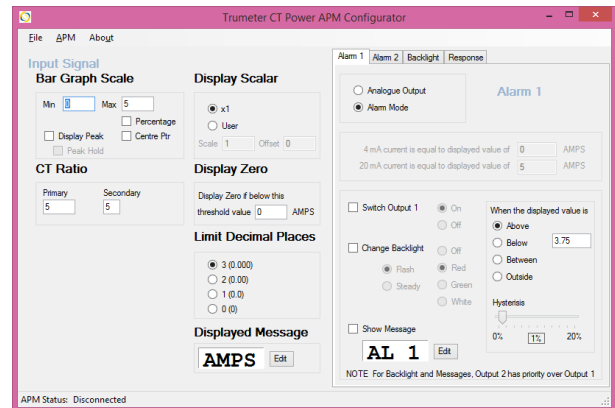 Trumeter CT Power APM Configurator
File APM About
Input Signal
Bar Graph Scale
Min 0 Max 5
Percentage
Display Peak Centre Ptr
Peak Hold
CT Ratio
Primary Secondary
5 5
Display Scalar
x1
User
Scale 1 Offset 0
Display Zero
Display Zero if below this
threshold value 0 AMPS
Limit Decimal Places
3 (0.000)
2 (0.00)
1 (0.0)
0 (0)
Displayed Message
AMPS Edit
Alarm 1 Alarm 2 Backlight Response
Analogue Output
Alarm Mode
Alarm 1
4 mA current is equal to displayed value of 0 AMPS
20 mA current is equal to displayed value of 5 AMPS
Switch Output 1 On
Off
Change Backlight Off
Flash Red
Steady Green
White
Show Message
AL 1 Edit
When the displayed value is
Above
Below 3.75
Between
Outside
Hysterisis
0% 1% 20%
NOTE For Backlight and Messages, Output 2 has priority over Output 1
APM Status: Disconnected